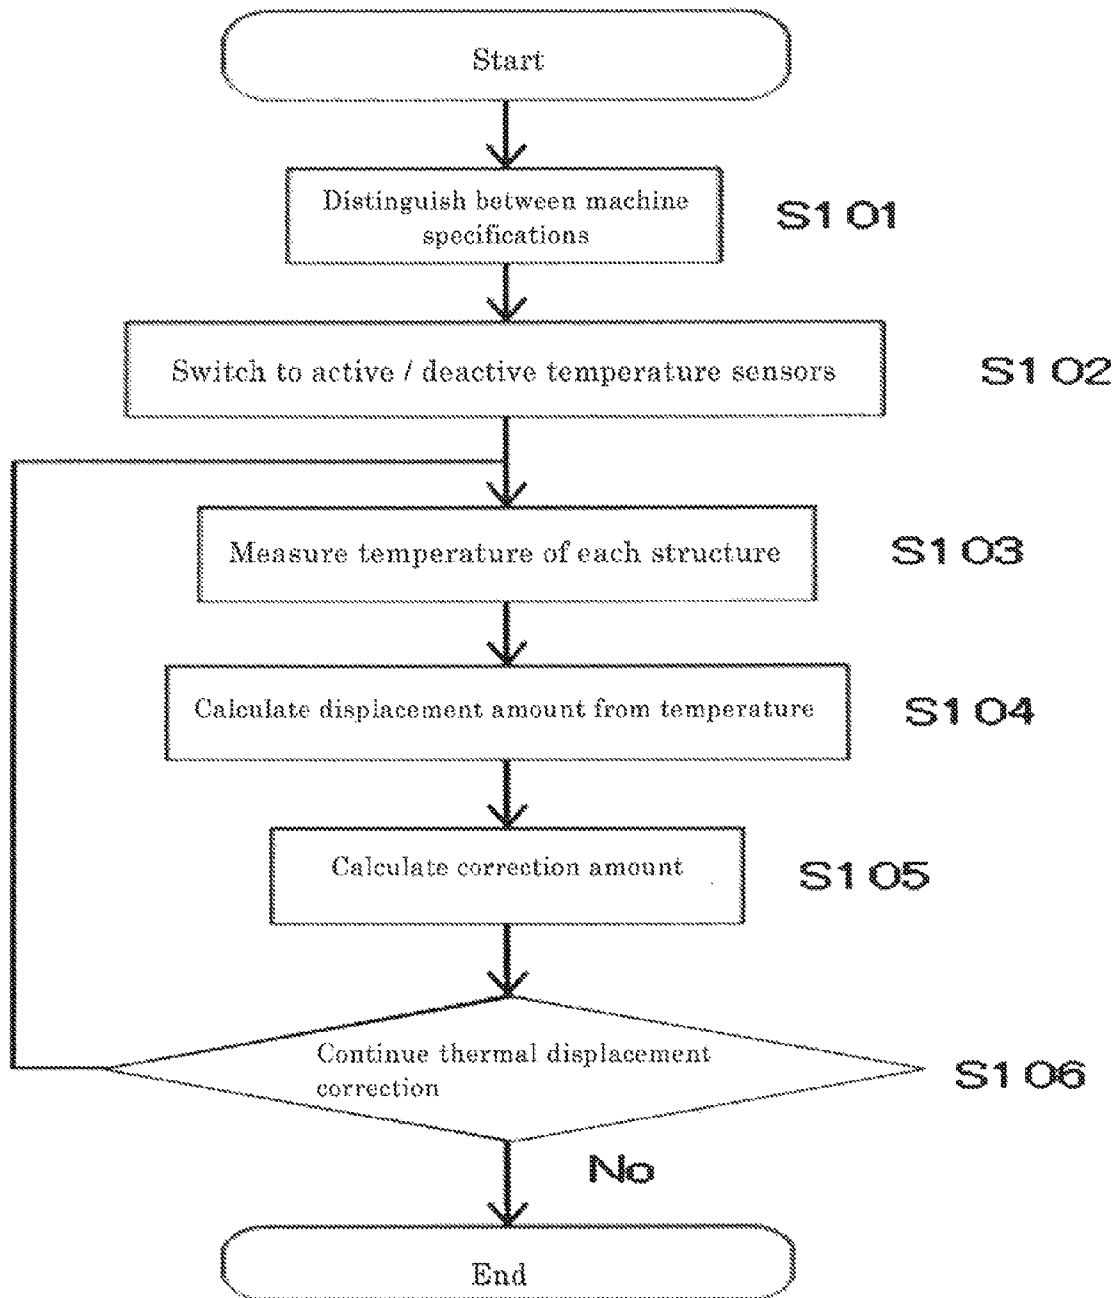 Start
Distinguish between machine
specifications
S101
Switch to active / deactive temperature sensors
S102
Measure temperature of each structure
S103
Calculate displacement amount from temperature
S104
Calculate correction amount
S105
Continue thermal displacement
correction
S106
No
End